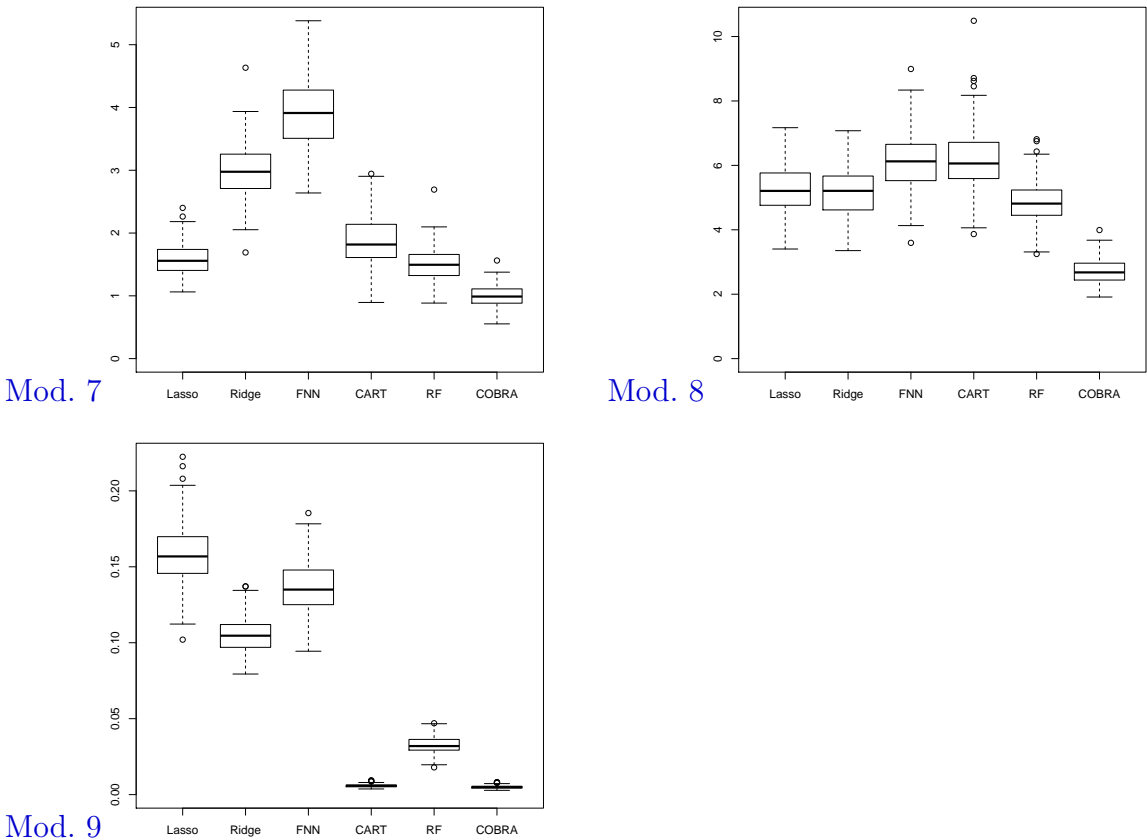 5
4
3
2
1
0
Lasso Ridge FNN CART RF COBRA
Mod. 7
10
8
6
4
2
0
Lasso Ridge FNN CART RF COBRA
Mod. 8
0.20
0.15
0.10
0.05
0.00
Lasso Ridge FNN CART RF COBRA
Mod. 9